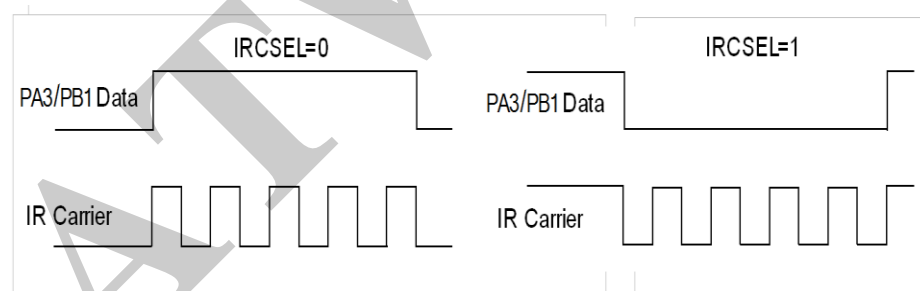 IRCSEL=0
IRCSEL=1
PA3/PB1 Data
PA3/PB1 Data
IR Carrier
IR Carrier